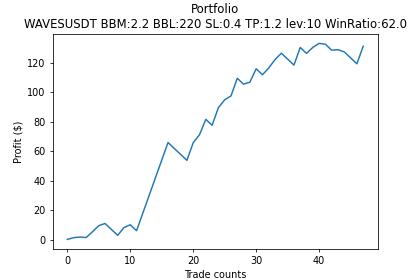 Portfolio
WAVESUSDT BBM:2.2 BBL:220 SL:0.4 TP:1.2 lev:10 WinRatio:62.0
Profit ($)
120
100
80
60
40
20
0
0 10 20 30 40
Trade counts